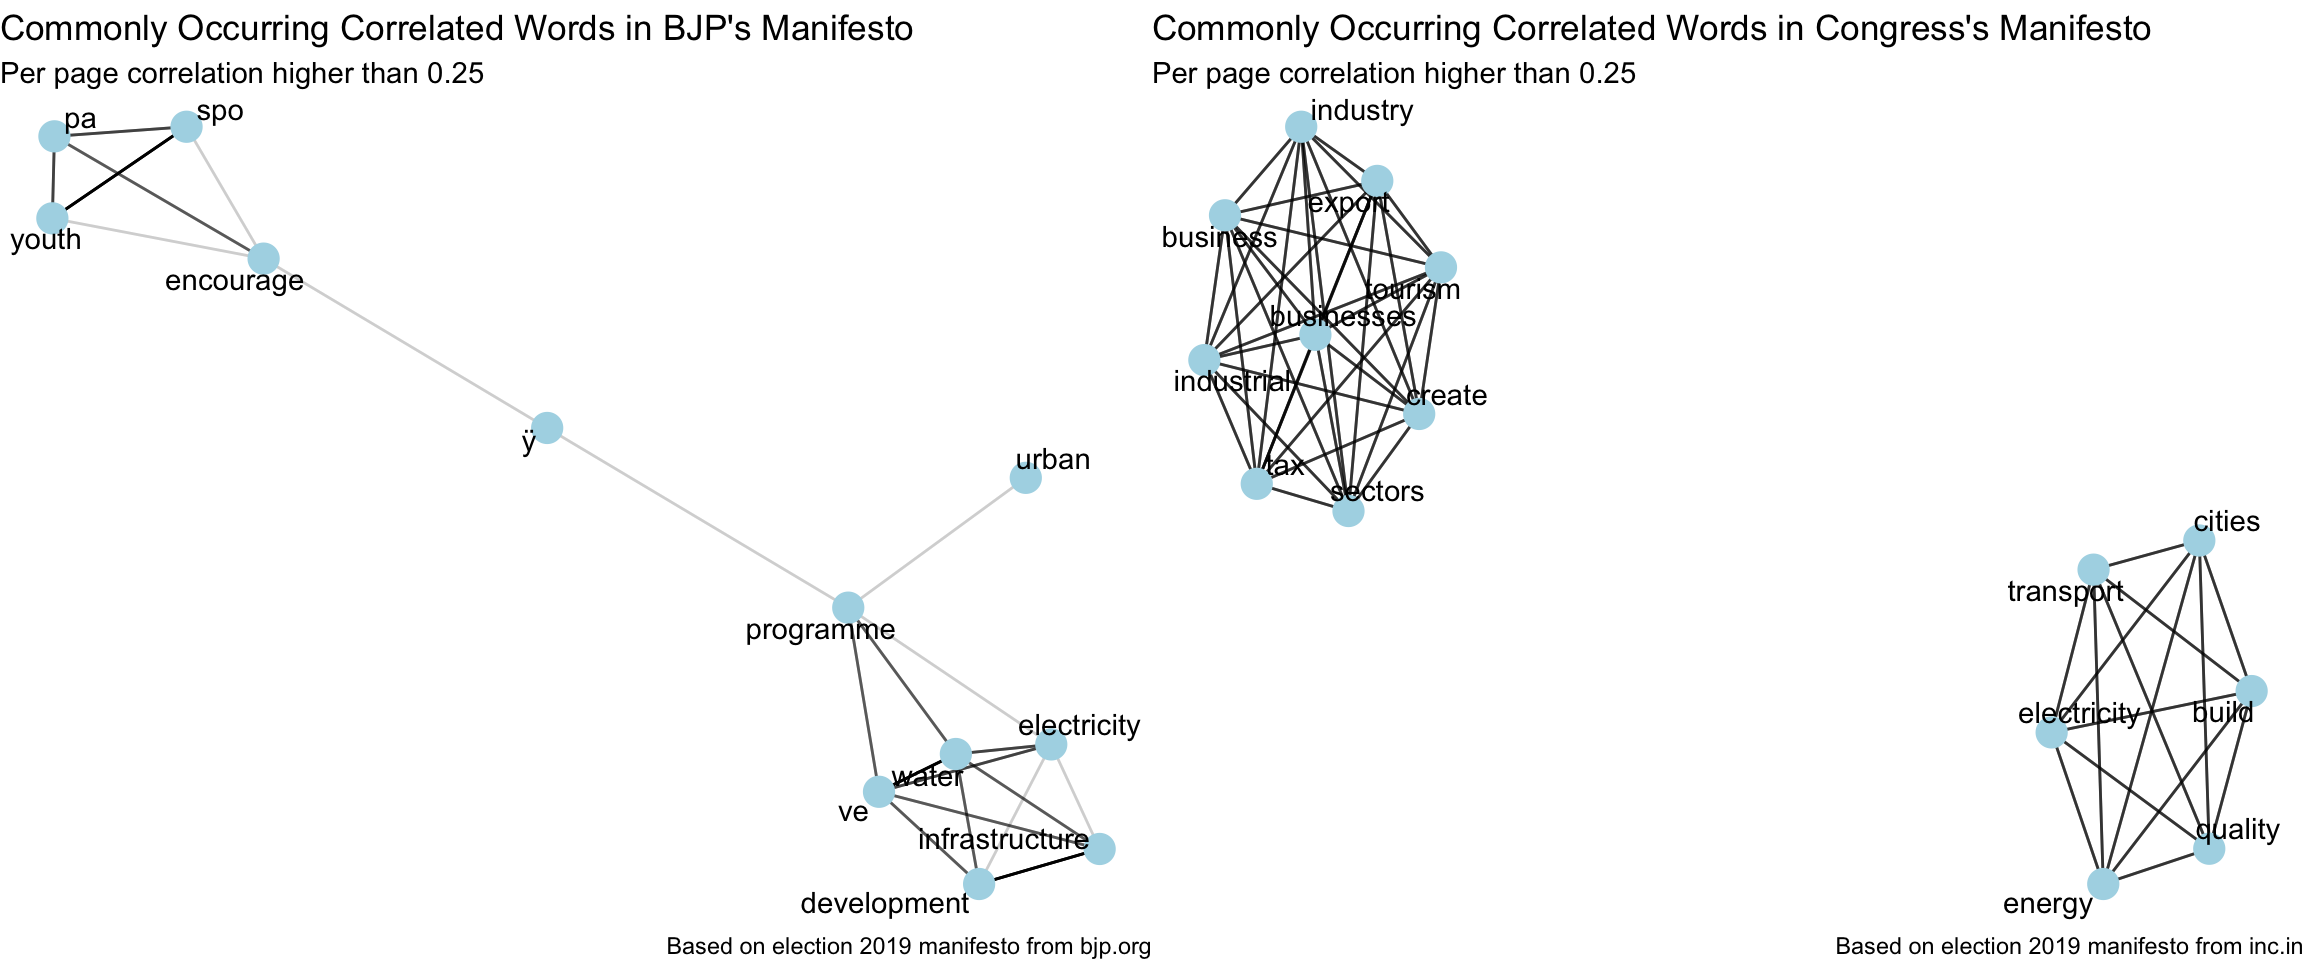 Commonly Occurring Correlated Words in BJP's Manifesto
Per page correlation higher than 0.25
pa
spo
youth
encourage
ÿ
urban
programme
electricity
water
ve
infrastructure
development
Based on election 2019 manifesto from bjp.org
Commonly Occurring Correlated Words in Congress's Manifesto
Per page correlation higher than 0.25
industry
export
business
tourism
businesses
industrial
create
tax
sectors
cities
transport
electricity
build
quality
energy
Based on election 2019 manifesto from inc.in